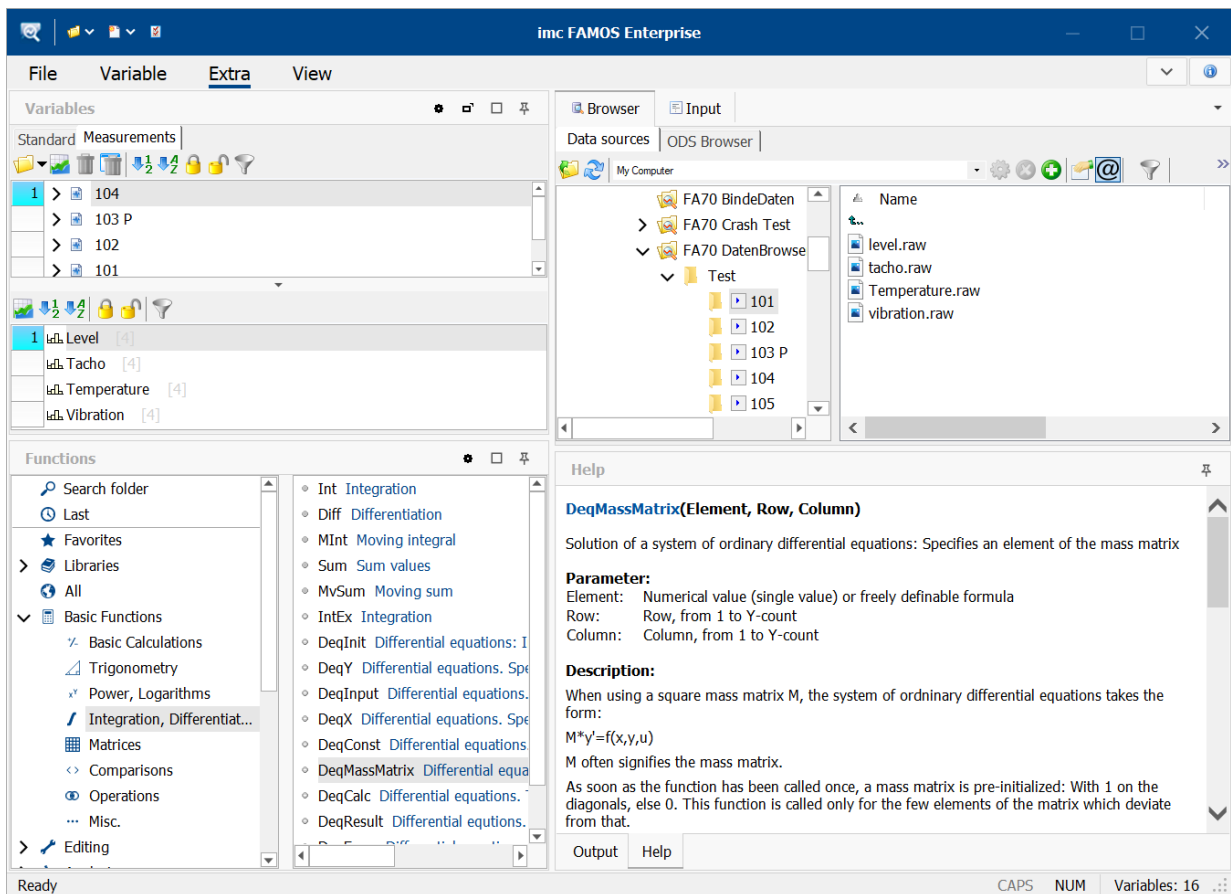 imc FAMOS Enterprise
File Variable Extra View
Variables
Standard Measurements
1 104
103 P
102
101
1 Level [4]
Tacho [4]
Temperature [4]
Vibration [4]
Browser Input
Data sources ODS Browser
My Computer
FA70 BindeDaten
FA70 Crash Test
FA70 DatenBrowse
Test
101
102
103 P
104
105
Name
level.raw
tacho.raw
Temperature.raw
vibration.raw
Functions
Search folder
Last
Favorites
Libraries
All
Basic Functions
Basic Calculations
Trigonometry
Power, Logarithms
Integration, Differentiat...
Matrices
Comparisons
Operations
Misc.
Editing
Int Integration
Diff Differentiation
MInt Moving integral
Sum Sum values
MvSum Moving sum
IntEx Integration
DeqInit Differential equations: I
DeqY Differential equations. Spe
DeqInput Differential equations.
DeqX Differential equations. Spe
DeqConst Differential equations.
DeqMassMatrix Differential equa
DeqCalc Differential equations. T
DeqResult Differential eqution­s.
Help
DeqMassMatrix(Element, Row, Column)
Solution of a system of ordinary differential equations: Specifies an element of the mass matrix
Parameter:
Element: Numerical value (single value) or freely definable formula
Row: Row, from 1 to Y-count
Column: Column, from 1 to Y-count
Description:
When using a square mass matrix M, the system of ordninary differential equations takes the
form:
M*y'=f(x,y,u)
M often signifies the mass matrix.
As soon as the function has been called once, a mass matrix is pre-initialized: With 1 on the
diagonals, else 0. This function is called only for the few elements of the matrix which deviate
from that.
Output Help
Ready CAPS NUM Variables: 16